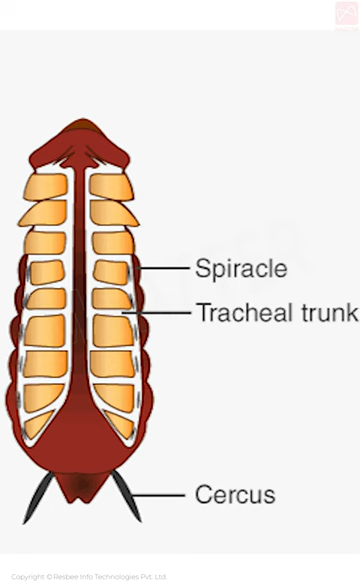 Spiracle
Tracheal trunk
Cercus
Copyright © Resbee Info Technologies Pvt. Ltd.